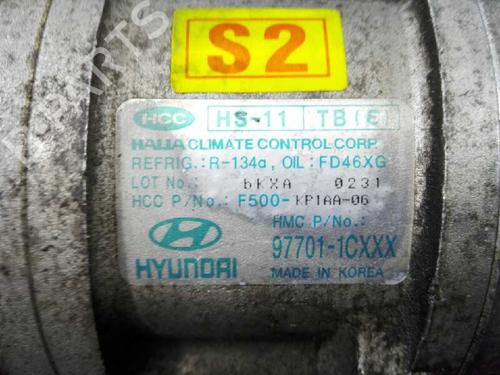 S2
HCC HS-11 TB(E)
HALLA CLIMATE CONTROL CORP.
REFRIG.:R-134a, OIL: FD46XG
LOT No.: 6KXA 0231
HCC P/No.: F500-KP1AA-06
HMC P/No.:
97701-1CXXX
HYUNDAI
MADE IN KOREA